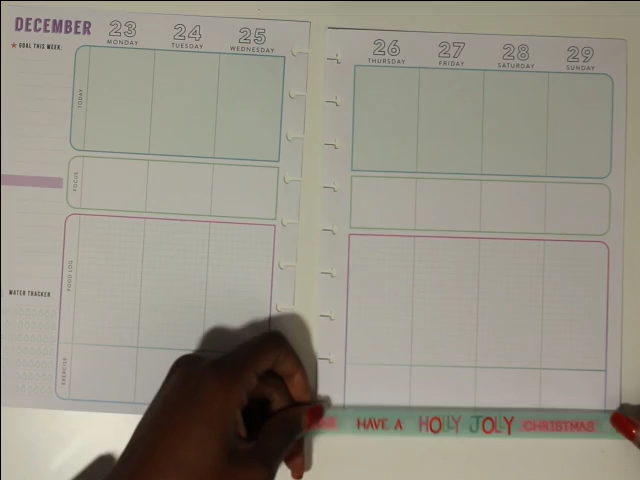 DECEMBER
★ GOAL THIS WEEK:
23 24 25
MONDAY TUESDAY WEDNESDAY
26 27 28 29
THURSDAY FRIDAY SATURDAY SUNDAY
TODAY
FOCUS
FOOD LOG
WATER TRACKER
EXERCISE
HAVE A HOLLY JOLLY CHRISTMAS